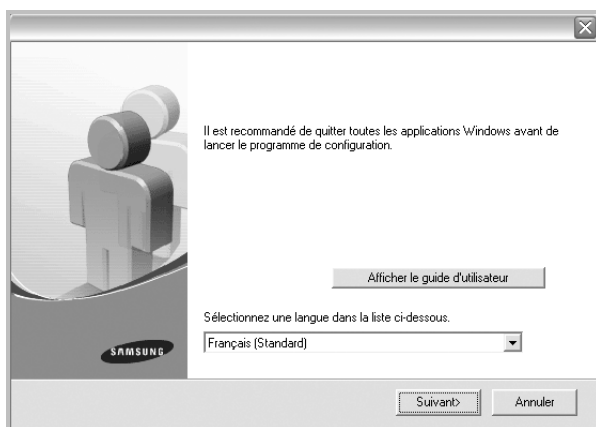 Il est recommandé de quitter toutes les applications Windows avant de
lancer le programme de configuration.
Afficher le guide d'utilisateur
Sélectionnez une langue dans la liste ci-dessous.
Français (Standard)
SAMSUNG
Suivant>
Annuler